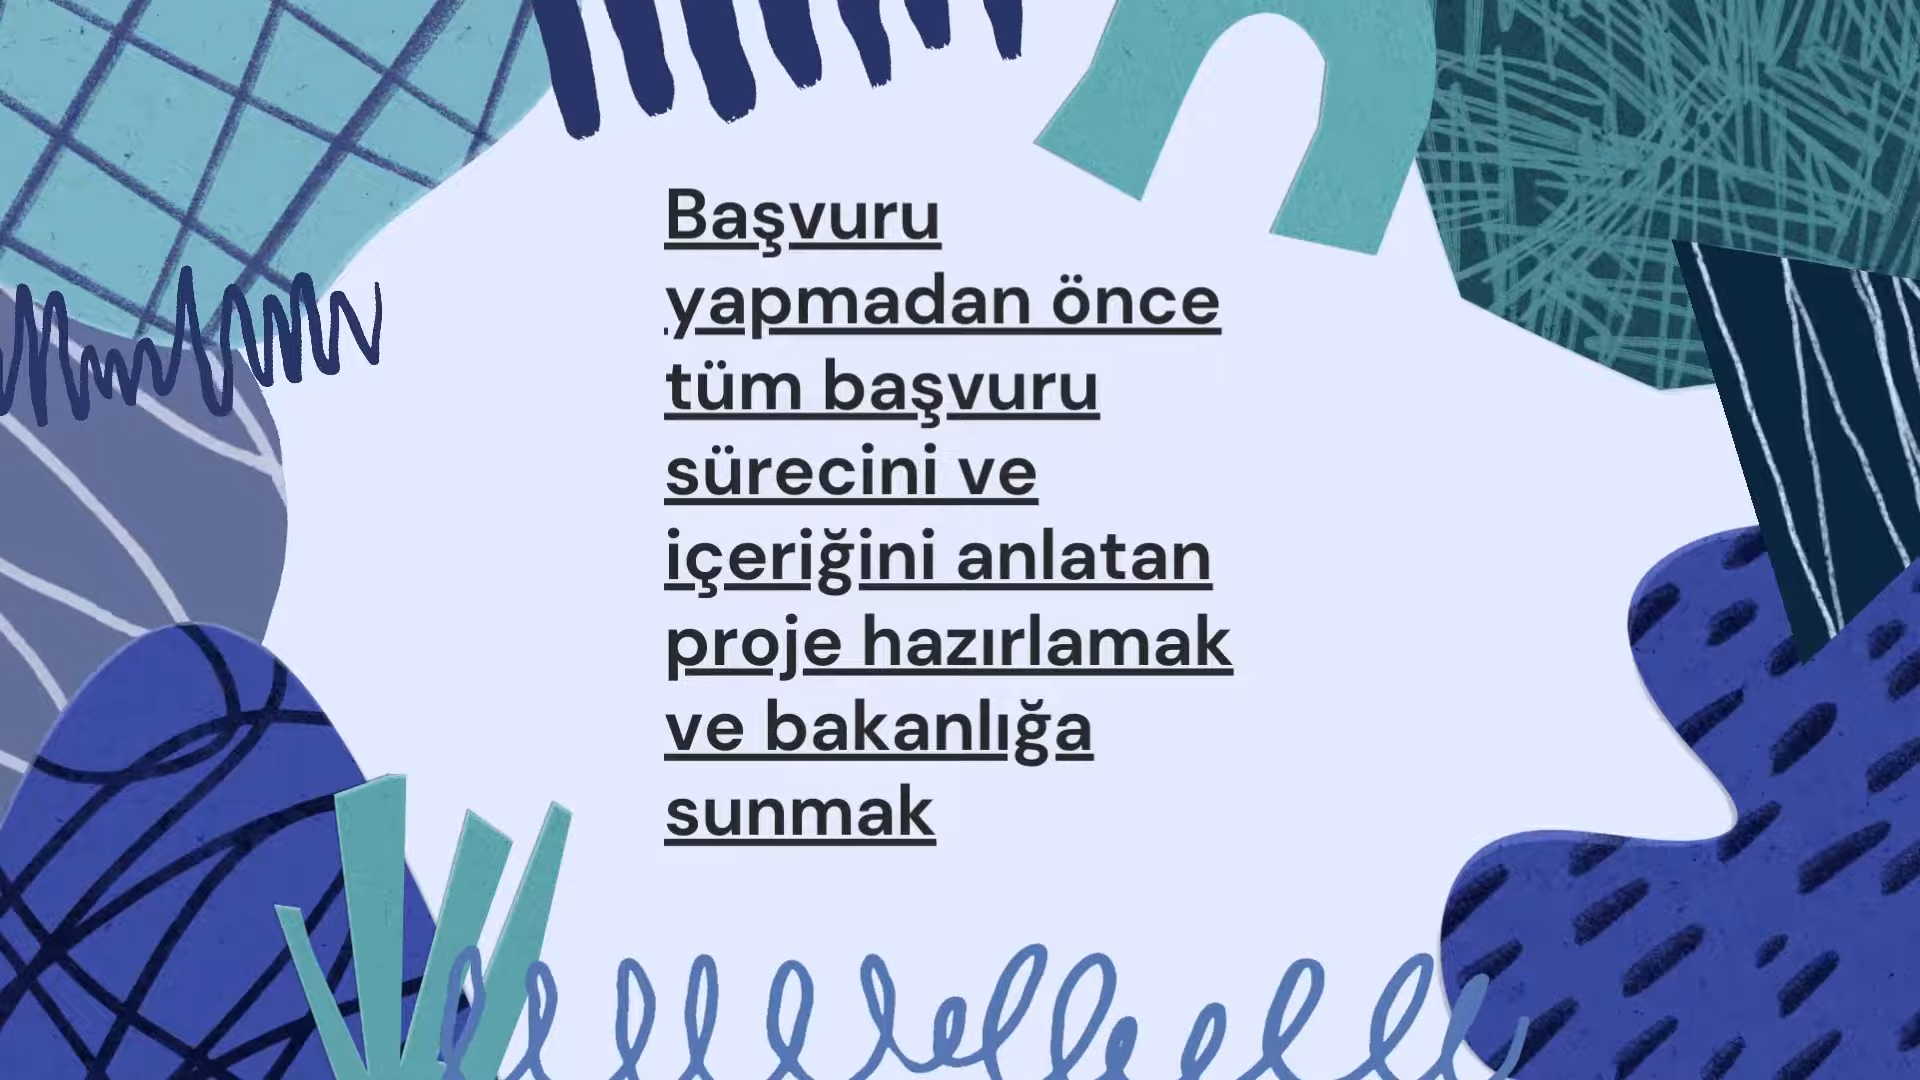 Başvuru
yapmadan önce
tüm başvuru
sürecini ve
içeriğini anlatan
proje hazırlamak
ve bakanlığa
sunmak